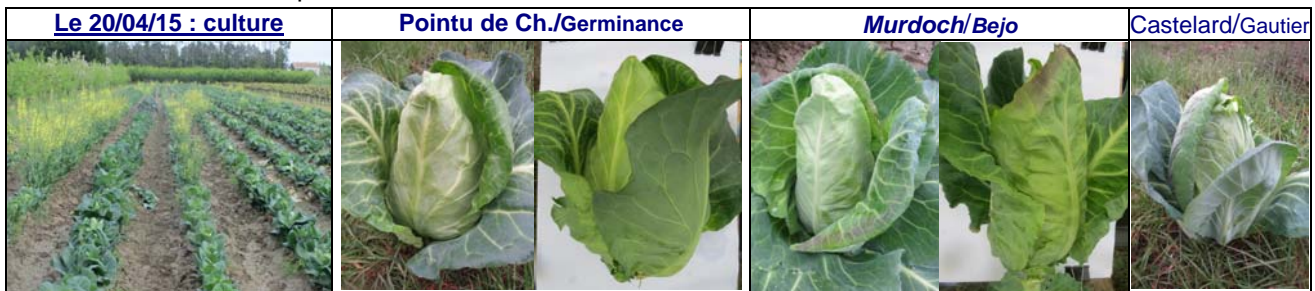 Le 20/04/15 : culture
Pointu de Ch./Germinance
Murdoch/Bejo
Castelard/Gautier